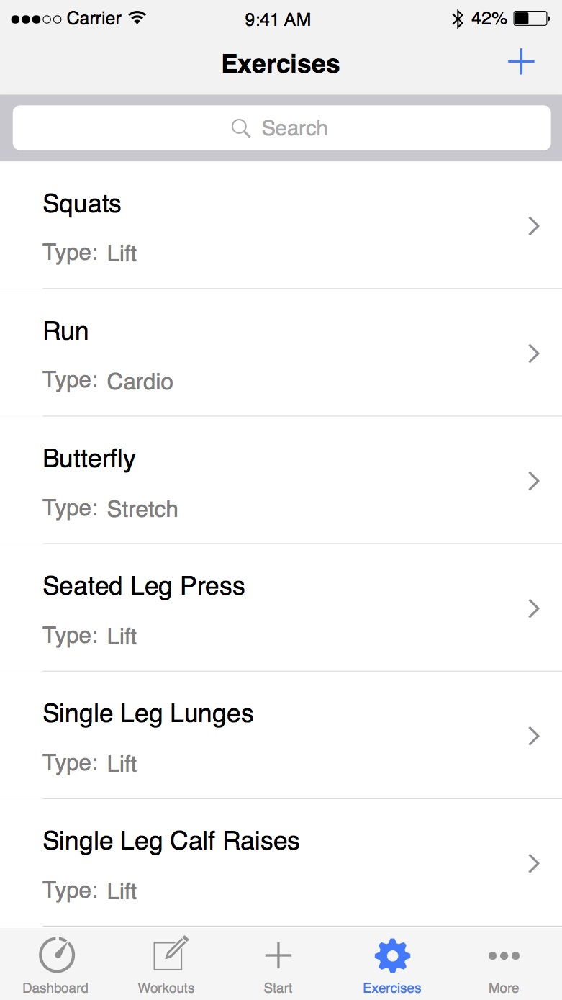 Carrier 9:41 AM 42%
Exercises
Search
Squats
Type: Lift
Run
Type: Cardio
Butterfly
Type: Stretch
Seated Leg Press
Type: Lift
Single Leg Lunges
Type: Lift
Single Leg Calf Raises
Type: Lift
Dashboard Workouts Start Exercises More